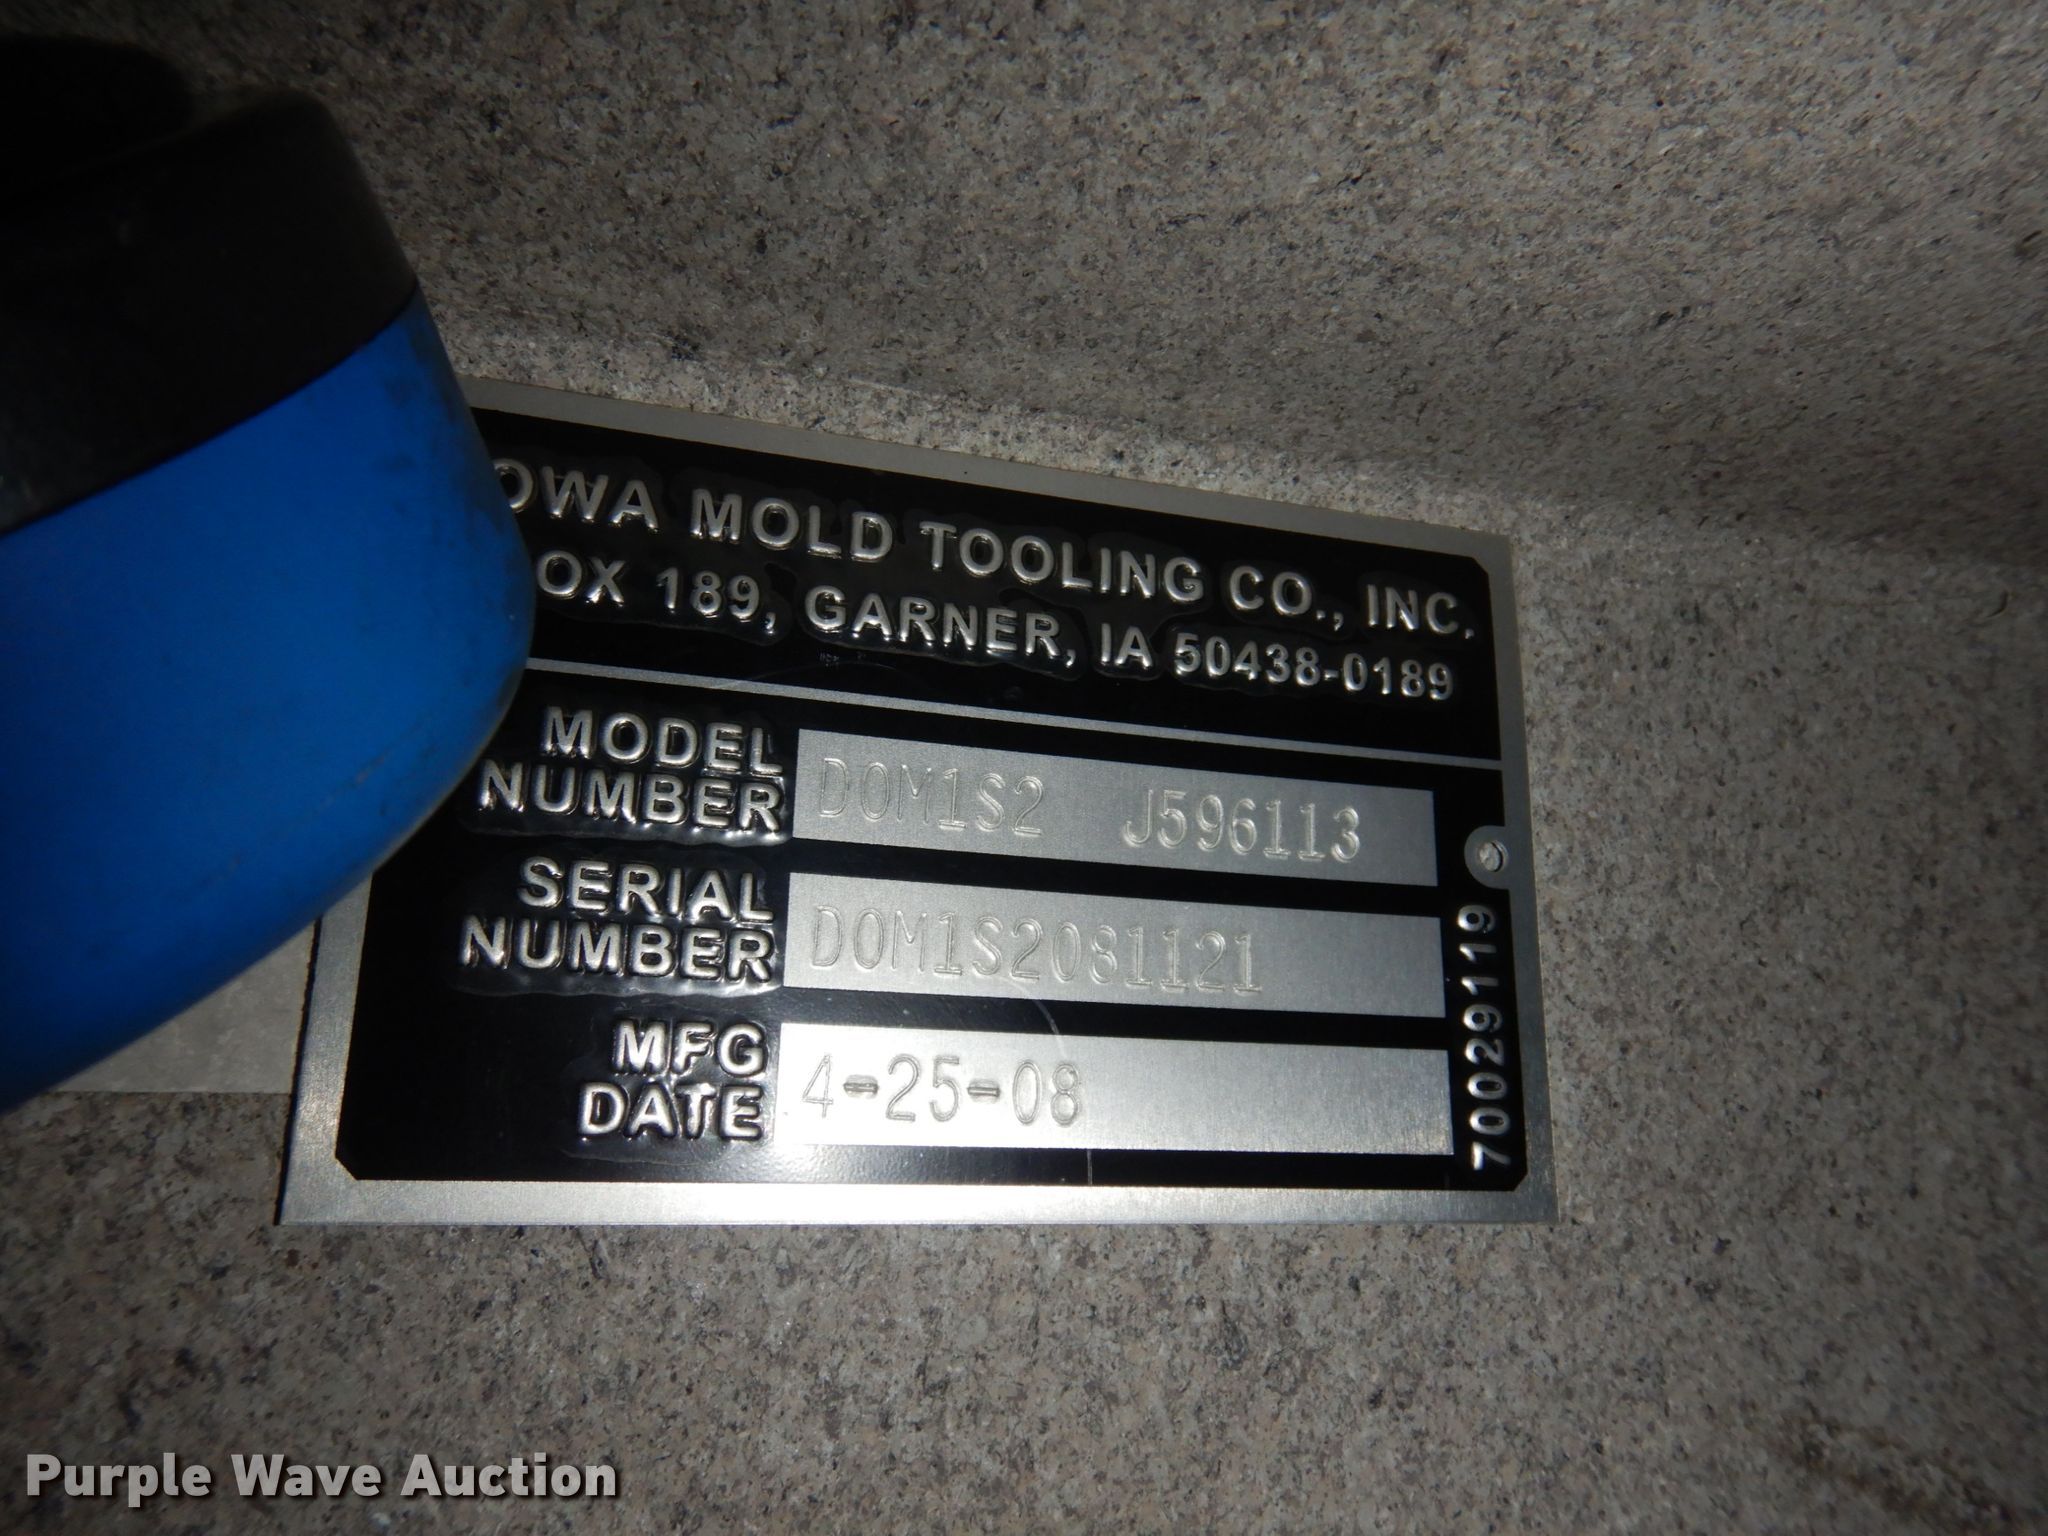 OWA MOLD TOOLING CO., INC.
OX 189, GARNER, IA 50438-0189
MODEL NUMBER DOM1S2 J596113
SERIAL NUMBER DOM1S2081121
MFG DATE 4-25-08
70029119
Purple Wave Auction